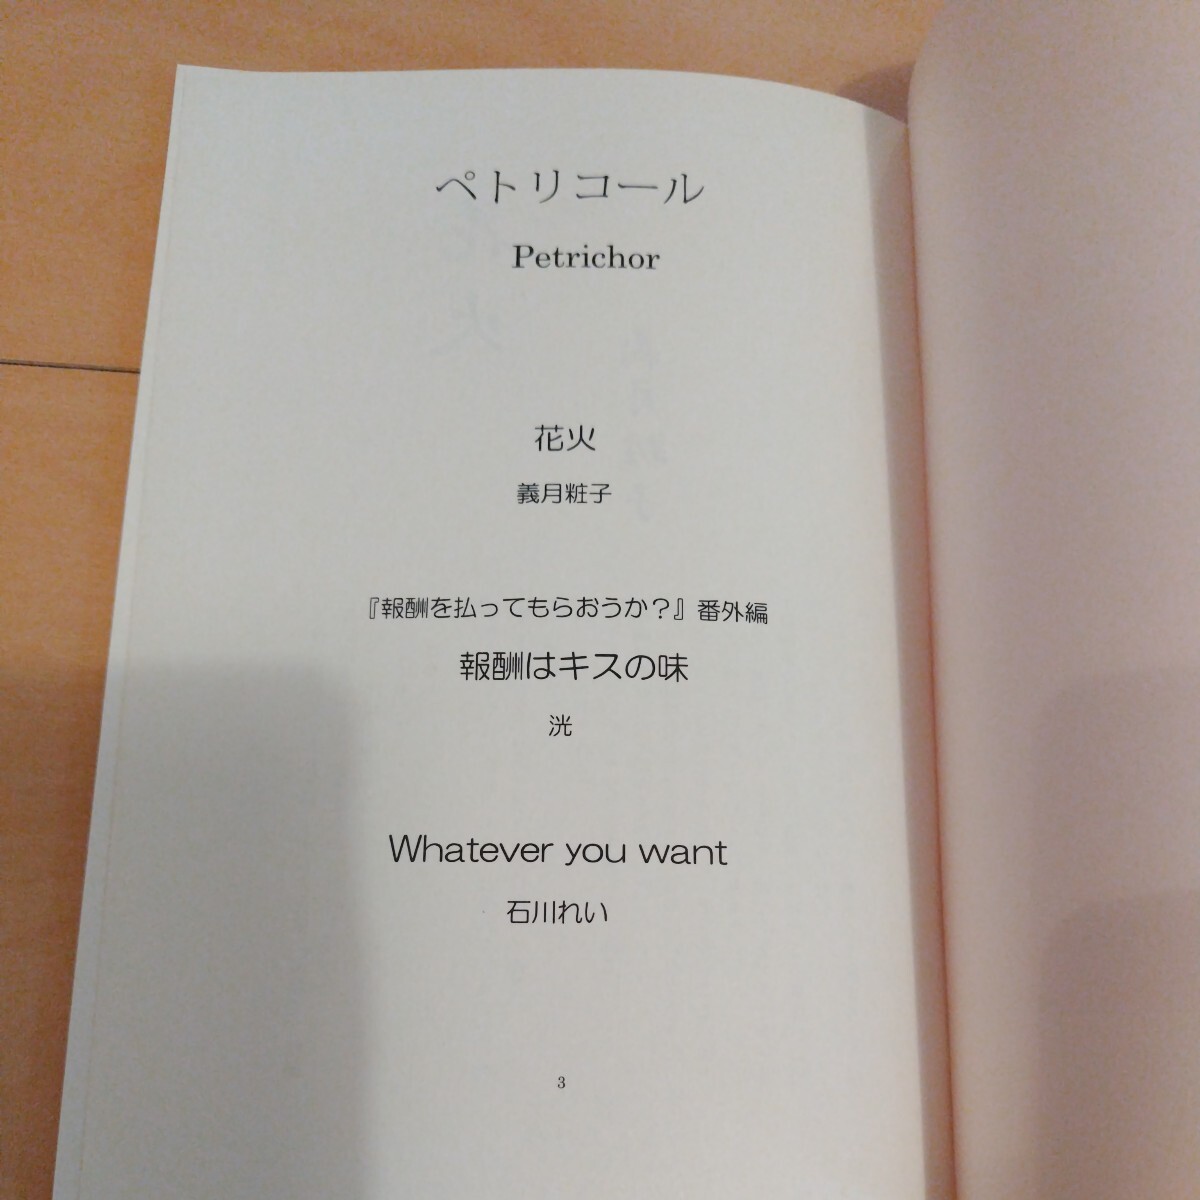 ペトリコール
Petrichor
花火
義月粧子
『報酬を払ってもらおうか？』番外編
報酬はキスの味
洸
Whatever you want
石川れい
3